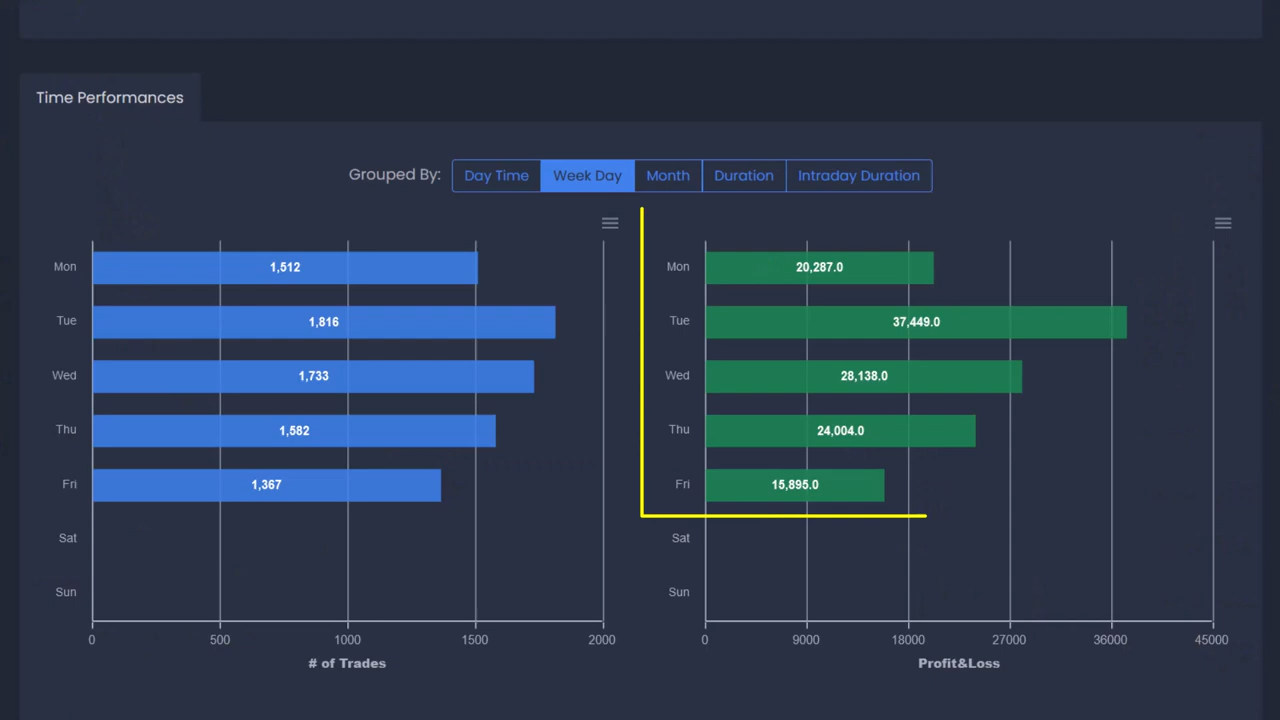 Time Performances
Grouped By: Day Time Week Day Month Duration Intraday Duration
Mon 1,512
Tue 1,816
Wed 1,733
Thu 1,582
Fri 1,367
Sat
Sun
0 500 1000 1500 2000
# of Trades
Mon 20,287.0
Tue 37,449.0
Wed 28,138.0
Thu 24,004.0
Fri 15,895.0
Sat
Sun
0 9000 18000 27000 36000 45000
Profit&Loss